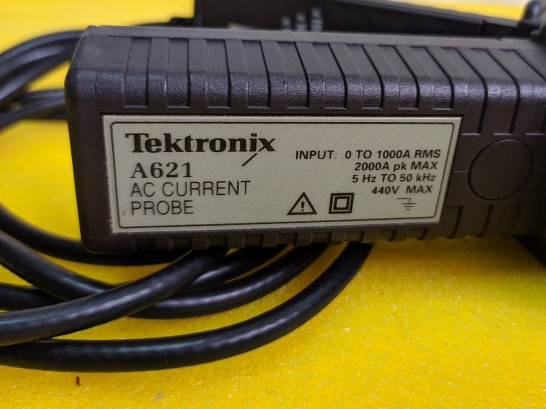 Tektronix
A621
AC CURRENT
PROBE
INPUT: 0 TO 1000A RMS
2000A pk MAX
5 Hz TO 50 kHz
440V MAX